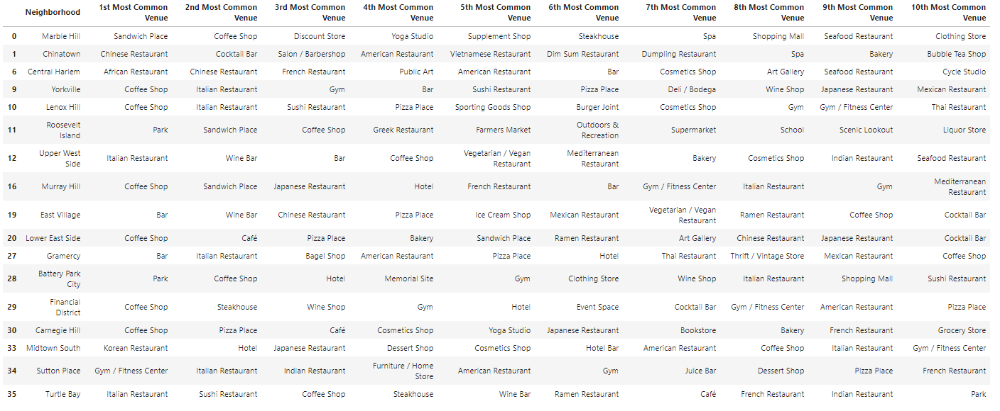 Neighborhood 1st Most Common Venue 2nd Most Common Venue 3rd Most Common Venue 4th Most Common Venue 5th Most Common Venue 6th Most Common Venue 7th Most Common Venue 8th Most Common Venue 9th Most Common Venue 10th Most Common Venue
0 Marble Hill Sandwich Place Coffee Shop Discount Store Yoga Studio Supplement Shop Steakhouse Spa Shopping Mall Seafood Restaurant Clothing Store
1 Chinatown Chinese Restaurant Cocktail Bar Salon / Barbershop American Restaurant Vietnamese Restaurant Dim Sum Restaurant Dumpling Restaurant Spa Bakery Bubble Tea Shop
6 Central Harlem African Restaurant Chinese Restaurant French Restaurant Public Art American Restaurant Bar Cosmetics Shop Art Gallery Seafood Restaurant Cycle Studio
9 Yorkville Coffee Shop Italian Restaurant Gym Bar Sushi Restaurant Pizza Place Deli / Bodega Wine Shop Japanese Restaurant Mexican Restaurant
10 Lenox Hill Coffee Shop Italian Restaurant Sushi Restaurant Pizza Place Sporting Goods Shop Burger Joint Cosmetics Shop Gym Gym / Fitness Center Thai Restaurant
11 Roosevelt Island Park Sandwich Place Coffee Shop Greek Restaurant Farmers Market Outdoors & Recreation Supermarket School Scenic Lookout Liquor Store
12 Upper West Side Italian Restaurant Wine Bar Bar Coffee Shop Vegetarian / Vegan Restaurant Mediterranean Restaurant Bakery Cosmetics Shop Indian Restaurant Seafood Restaurant
16 Murray Hill Coffee Shop Sandwich Place Japanese Restaurant Hotel French Restaurant Bar Gym / Fitness Center Italian Restaurant Gym Mediterranean Restaurant
19 East Village Bar Wine Bar Chinese Restaurant Pizza Place Ice Cream Shop Mexican Restaurant Vegetarian / Vegan Restaurant Ramen Restaurant Coffee Shop Cocktail Bar
20 Lower East Side Coffee Shop Café Pizza Place Bakery Sandwich Place Ramen Restaurant Art Gallery Chinese Restaurant Japanese Restaurant Cocktail Bar
27 Gramercy Bar Italian Restaurant Bagel Shop American Restaurant Pizza Place Hotel Thai Restaurant Thrift / Vintage Store Mexican Restaurant Coffee Shop
28 Battery Park City Park Coffee Shop Hotel Memorial Site Gym Clothing Store Wine Shop Italian Restaurant Shopping Mall Sushi Restaurant
29 Financial District Coffee Shop Steakhouse Wine Shop Gym Hotel Event Space Cocktail Bar Gym / Fitness Center American Restaurant Pizza Place
30 Carnegie Hill Coffee Shop Pizza Place Café Cosmetics Shop Yoga Studio Japanese Restaurant Bookstore Bakery French Restaurant Grocery Store
33 Midtown South Korean Restaurant Hotel Japanese Restaurant Dessert Shop Cosmetics Shop Hotel Bar American Restaurant Coffee Shop Italian Restaurant Gym / Fitness Center
34 Sutton Place Gym / Fitness Center Italian Restaurant Indian Restaurant Furniture / Home Store American Restaurant Gym Juice Bar Dessert Shop Pizza Place French Restaurant
35 Turtle Bay Italian Restaurant Sushi Restaurant Coffee Shop Steakhouse Wine Bar Ramen Restaurant Café French Restaurant Indian Restaurant Park